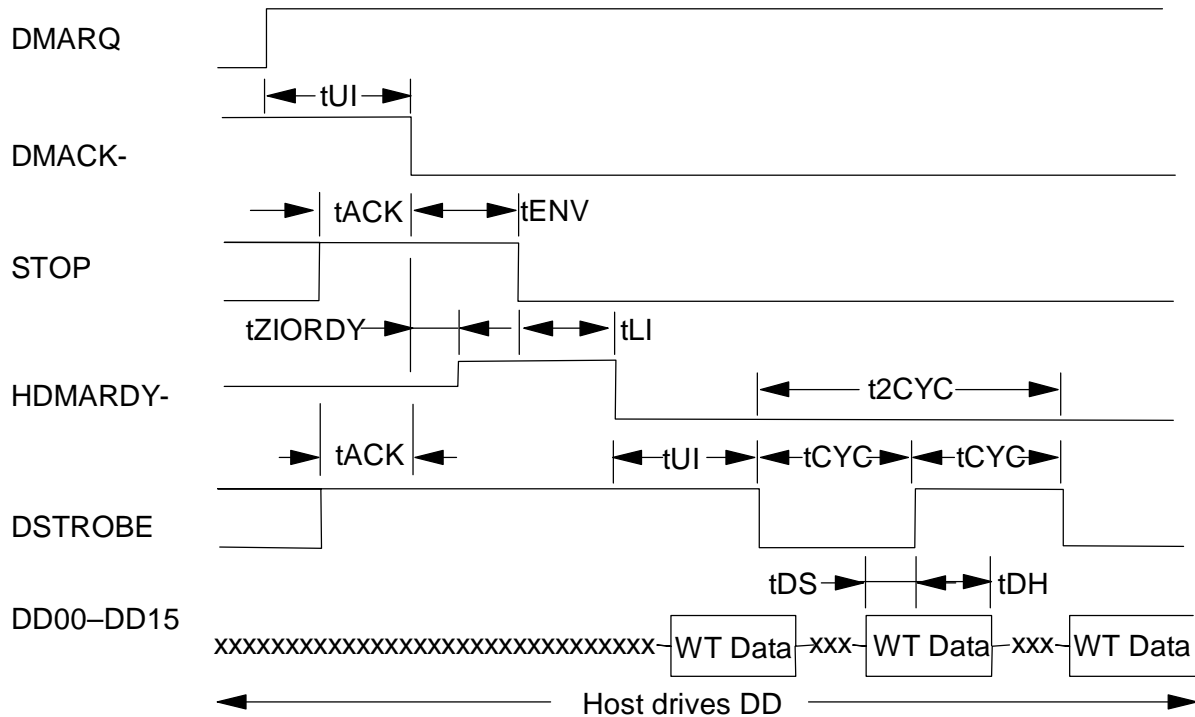 DMARQ
tUI
DMACK-
tACK tENV
STOP
tZIORDY tLI
HDMARDY- t2CYC
tACK tUI tCYC tCYC
DSTROBE
tDS tDH
DD00–DD15
xxxxxxxxxxxxxxxxxxxxxxxxxxxxxxx WT Data xxx WT Data xxx WT Data
Host drives DD